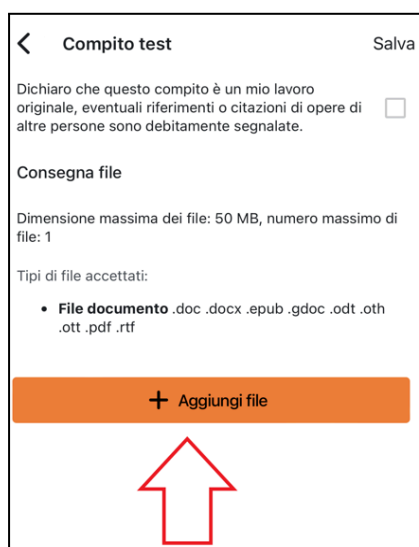 Compito test
Salva
Dichiaro che questo compito è un mio lavoro
originale, eventuali riferimenti o citazioni di opere di
altre persone sono debitamente segnalate.
Consegna file
Dimensione massima dei file: 50 MB, numero massimo di
file: 1
Tipi di file accettati:
• File documento .doc .docx .epub .gdoc .odt .oth
.ott .pdf .rtf
+ Aggiungi file